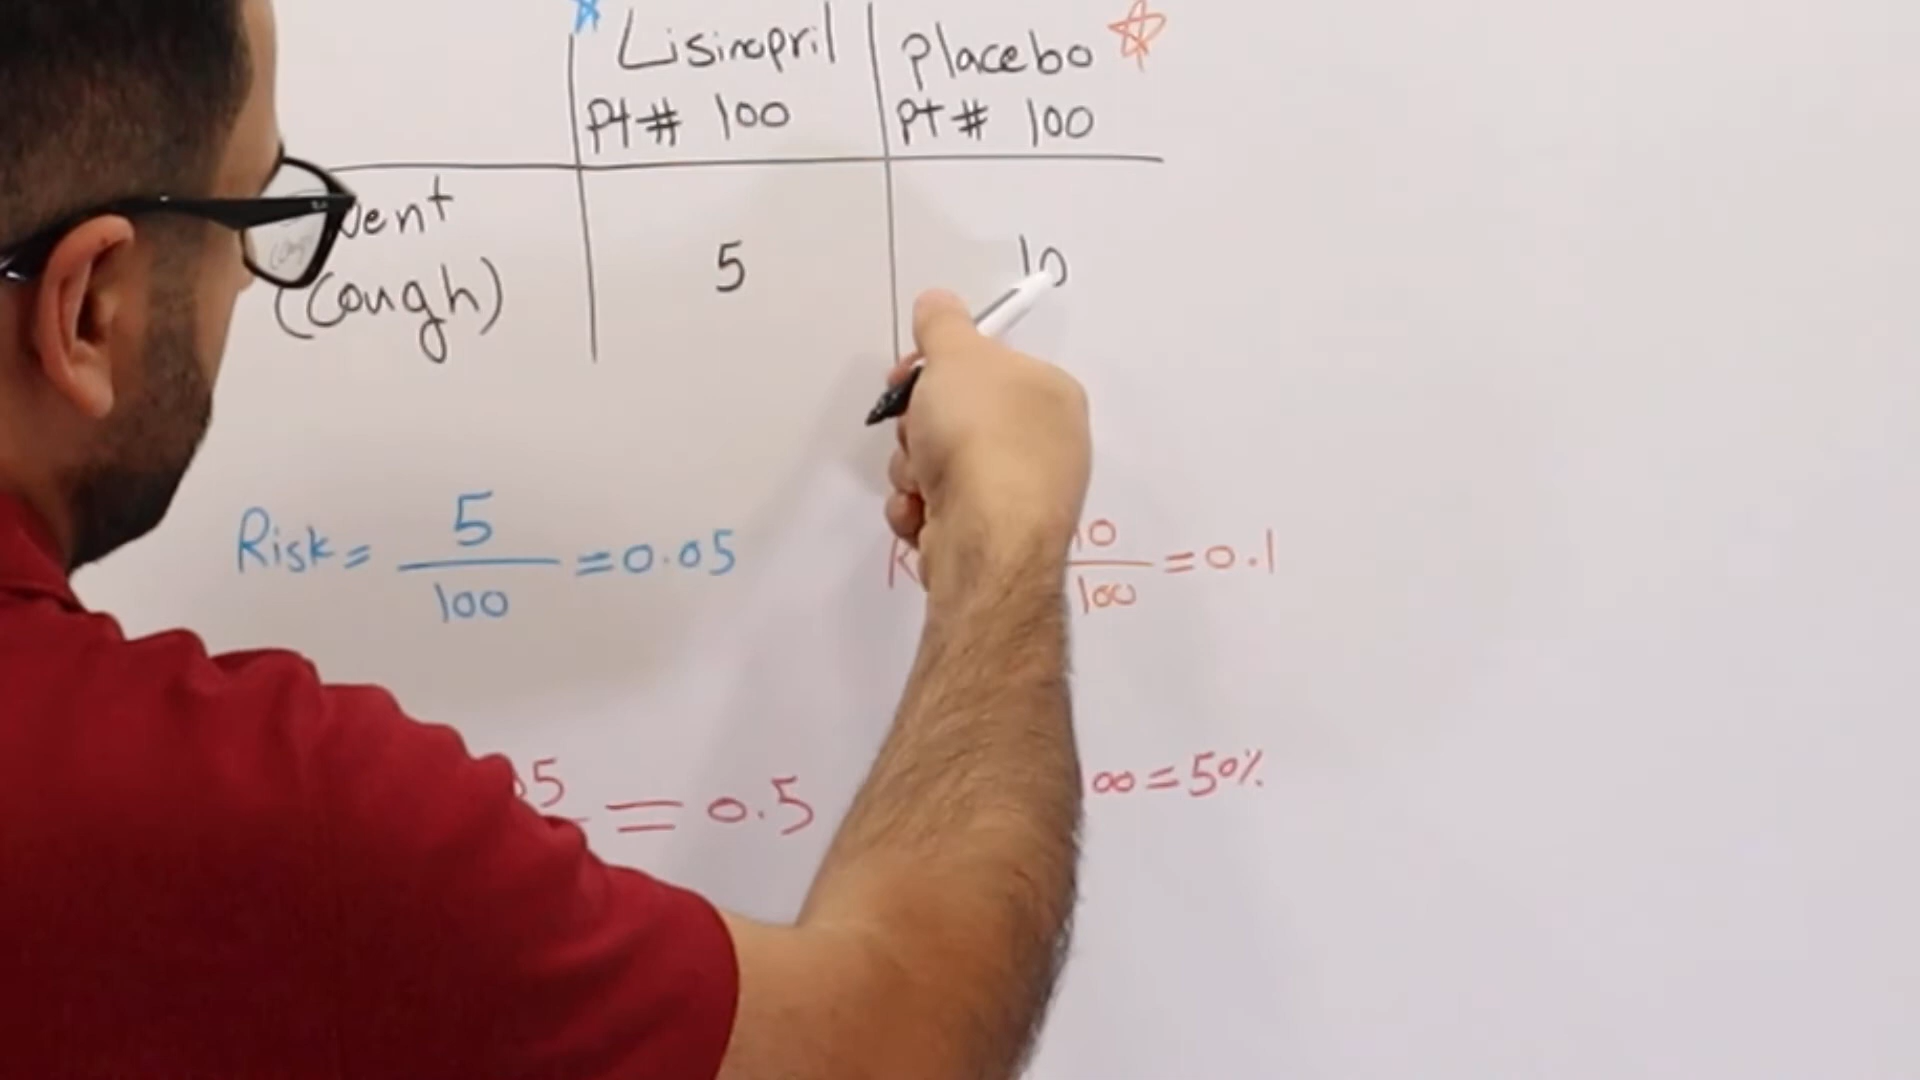 Lisinopril
Placebo
Pt# 100
Pt# 100
vent
(Cough)
5
10
Risk = 5/100 = 0.05
10/100 = 0.1
05
= 0.5
00 = 50%